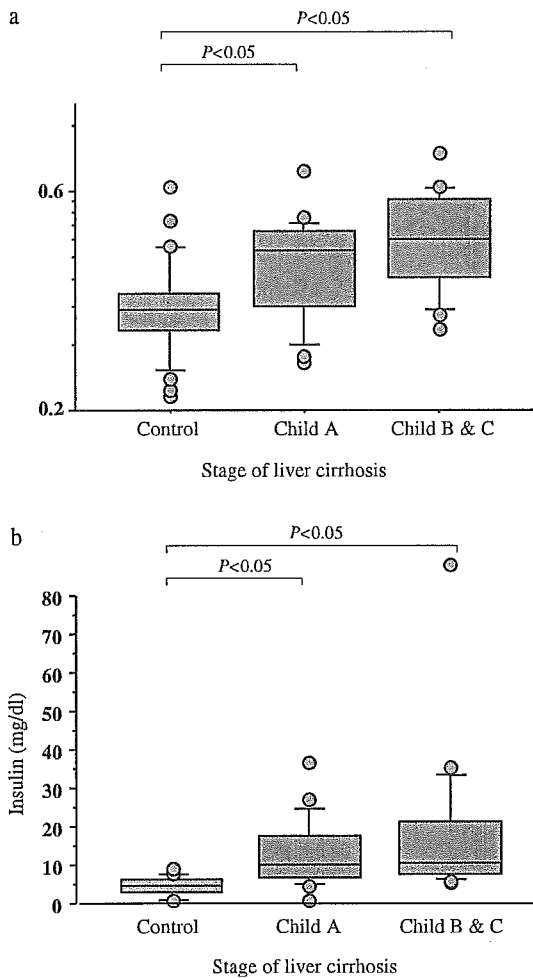 a
P<0.05
P<0.05
0.6
0.2
Control Child A Child B & C
Stage of liver cirrhosis
b
P<0.05
P<0.05
80
70
60
50
40
30
20
10
0
Insulin (mg/dl)
Control Child A Child B & C
Stage of liver cirrhosis